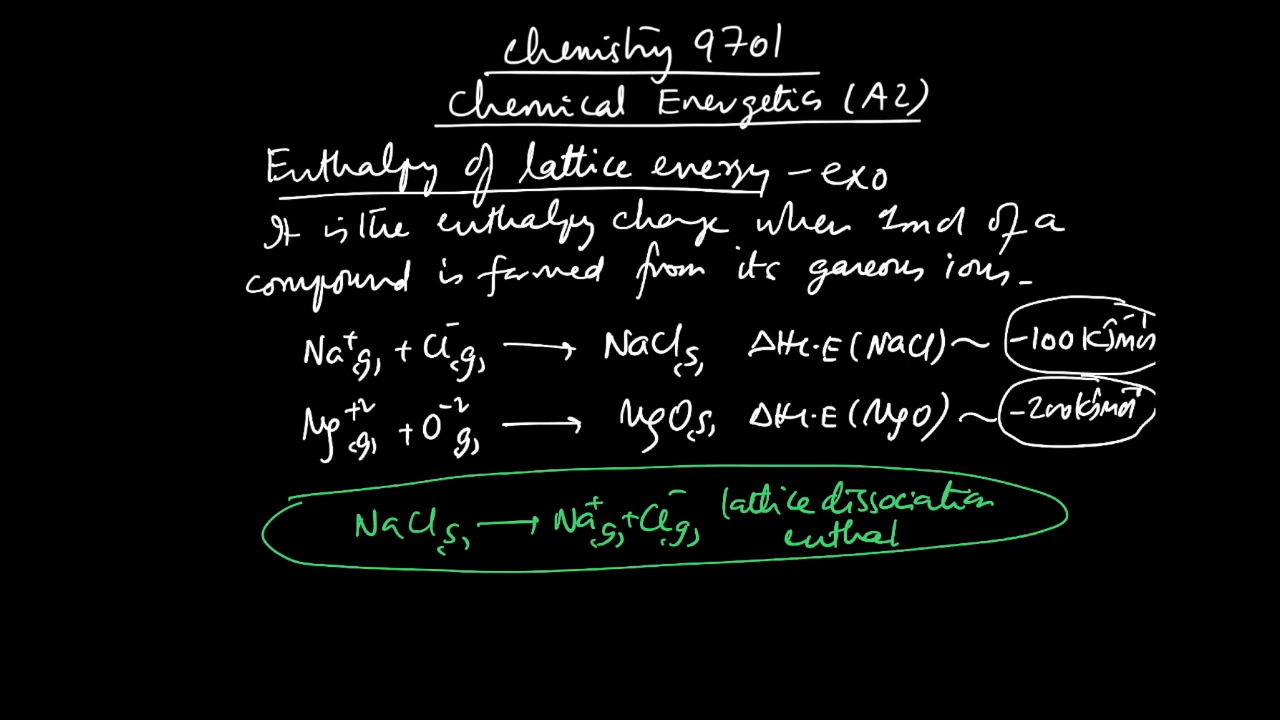 Chemistry 9701
Chemical Energetics (A2)
Enthalpy of lattice energy - exo
It is the enthalpy change when 1mol of a
compound is formed from its gaseous ions.
Na⁺(g) + Cl⁻(g) ⟶ NaCl(s) ΔHL.E (NaCl) ~ -100 kJmol⁻¹
Mg⁺²(g) + O⁻²(g) ⟶ MgO(s) ΔHL.E (MgO) ~ -200kJmol⁻¹
NaCl(s) ⟶ Na⁺(g) + Cl⁻(g) lattice dissociation
enthal